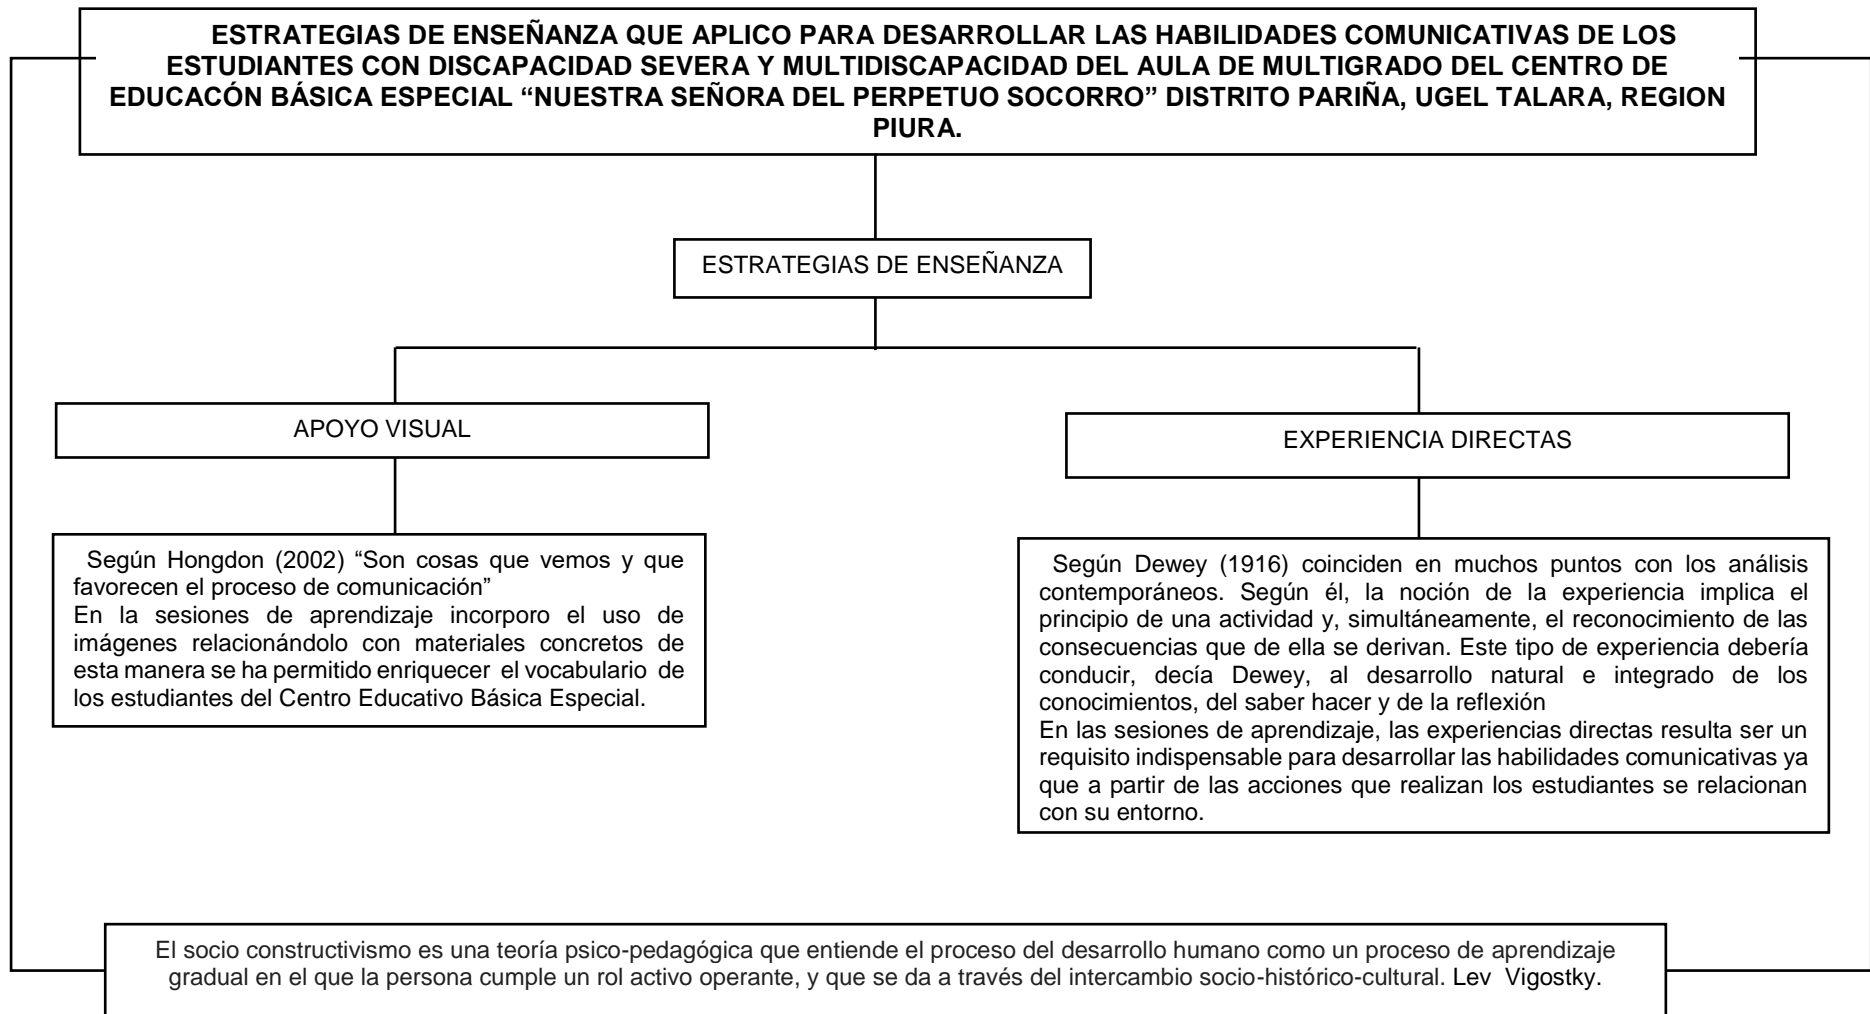 ESTRATEGIAS DE ENSEÑANZA QUE APLICO PARA DESARROLLAR LAS HABILIDADES COMUNICATIVAS DE LOS
ESTUDIANTES CON DISCAPACIDAD SEVERA Y MULTIDISCAPACIDAD DEL AULA DE MULTIGRADO DEL CENTRO DE
EDUCACÓN BÁSICA ESPECIAL “NUESTRA SEÑORA DEL PERPETUO SOCORRO” DISTRITO PARIÑA, UGEL TALARA, REGION
PIURA.
ESTRATEGIAS DE ENSEÑANZA
APOYO VISUAL
Según Hongdon (2002) “Son cosas que vemos y que
favorecen el proceso de comunicación”
En la sesiones de aprendizaje incorporo el uso de
imágenes relacionándolo con materiales concretos de
esta manera se ha permitido enriquecer el vocabulario de
los estudiantes del Centro Educativo Básica Especial.
EXPERIENCIA DIRECTAS
Según Dewey (1916) coinciden en muchos puntos con los análisis
contemporáneos. Según él, la noción de la experiencia implica el
principio de una actividad y, simultáneamente, el reconocimiento de las
consecuencias que de ella se derivan. Este tipo de experiencia debería
conducir, decía Dewey, al desarrollo natural e integrado de los
conocimientos, del saber hacer y de la reflexión
En las sesiones de aprendizaje, las experiencias directas resulta ser un
requisito indispensable para desarrollar las habilidades comunicativas ya
que a partir de las acciones que realizan los estudiantes se relacionan
con su entorno.
El socio constructivismo es una teoría psico-pedagógica que entiende el proceso del desarrollo humano como un proceso de aprendizaje
gradual en el que la persona cumple un rol activo operante, y que se da a través del intercambio socio-histórico-cultural. Lev Vigostky.